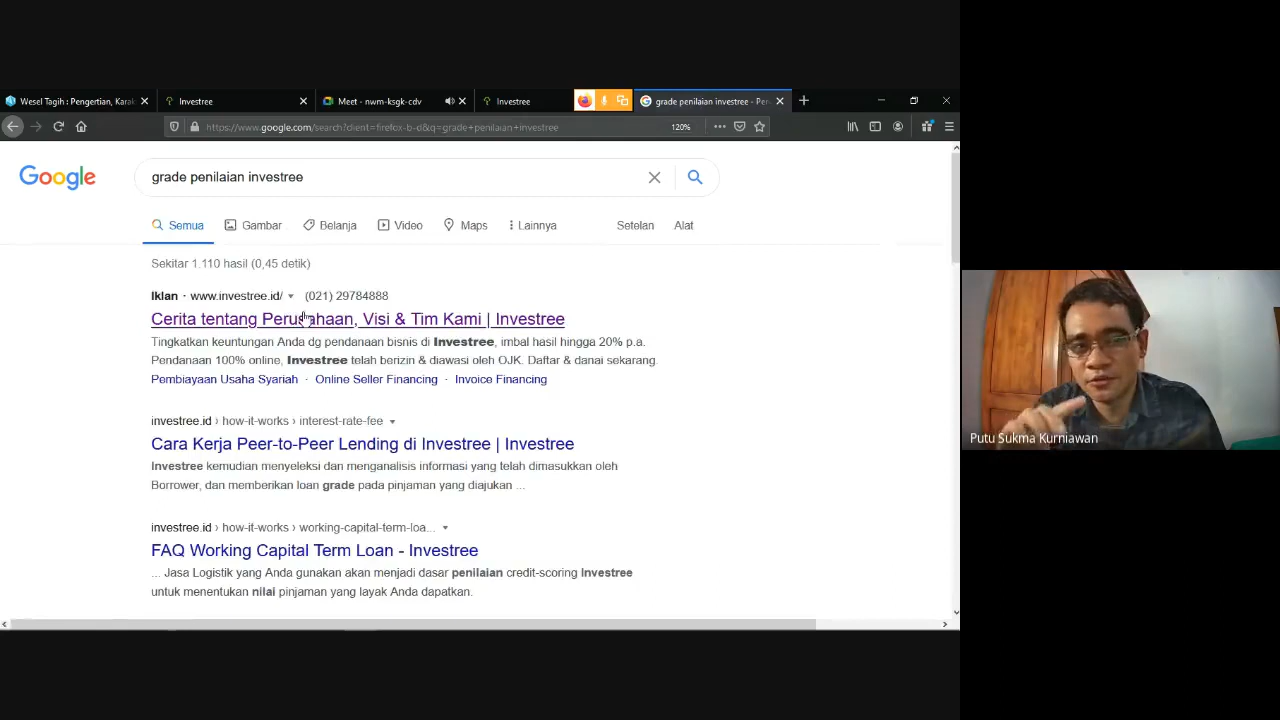 Wesel Tagih : Pengertian, Karak
Investree
Meet - nwm-ksgk-cdv
Investree
grade penilaian investree - Pen
https://www.google.com/search?client=firefox-b-d&q=grade+penilaian+investree
120%
Google
grade penilaian investree
Semua
Gambar
Belanja
Video
Maps
Lainnya
Setelan
Alat
Sekitar 1.110 hasil (0,45 detik)
Iklan · www.investree.id/ (021) 29784888
Cerita tentang Perusahaan, Visi & Tim Kami | Investree
Tingkatkan keuntungan Anda dg pendanaan bisnis di Investree, imbal hasil hingga 20% p.a.
Pendanaan 100% online, Investree telah berizin & diawasi oleh OJK. Daftar & danai sekarang.
Pembiayaan Usaha Syariah · Online Seller Financing · Invoice Financing
investree.id › how-it-works › interest-rate-fee
Cara Kerja Peer-to-Peer Lending di Investree | Investree
Investree kemudian menyeleksi dan menganalisis informasi yang telah dimasukkan oleh
Borrower, dan memberikan loan grade pada pinjaman yang diajukan ...
investree.id › how-it-works › working-capital-term-loa...
FAQ Working Capital Term Loan - Investree
... Jasa Logistik yang Anda gunakan akan menjadi dasar penilaian credit-scoring Investree
untuk menentukan nilai pinjaman yang layak Anda dapatkan.
Putu Sukma Kurniawan